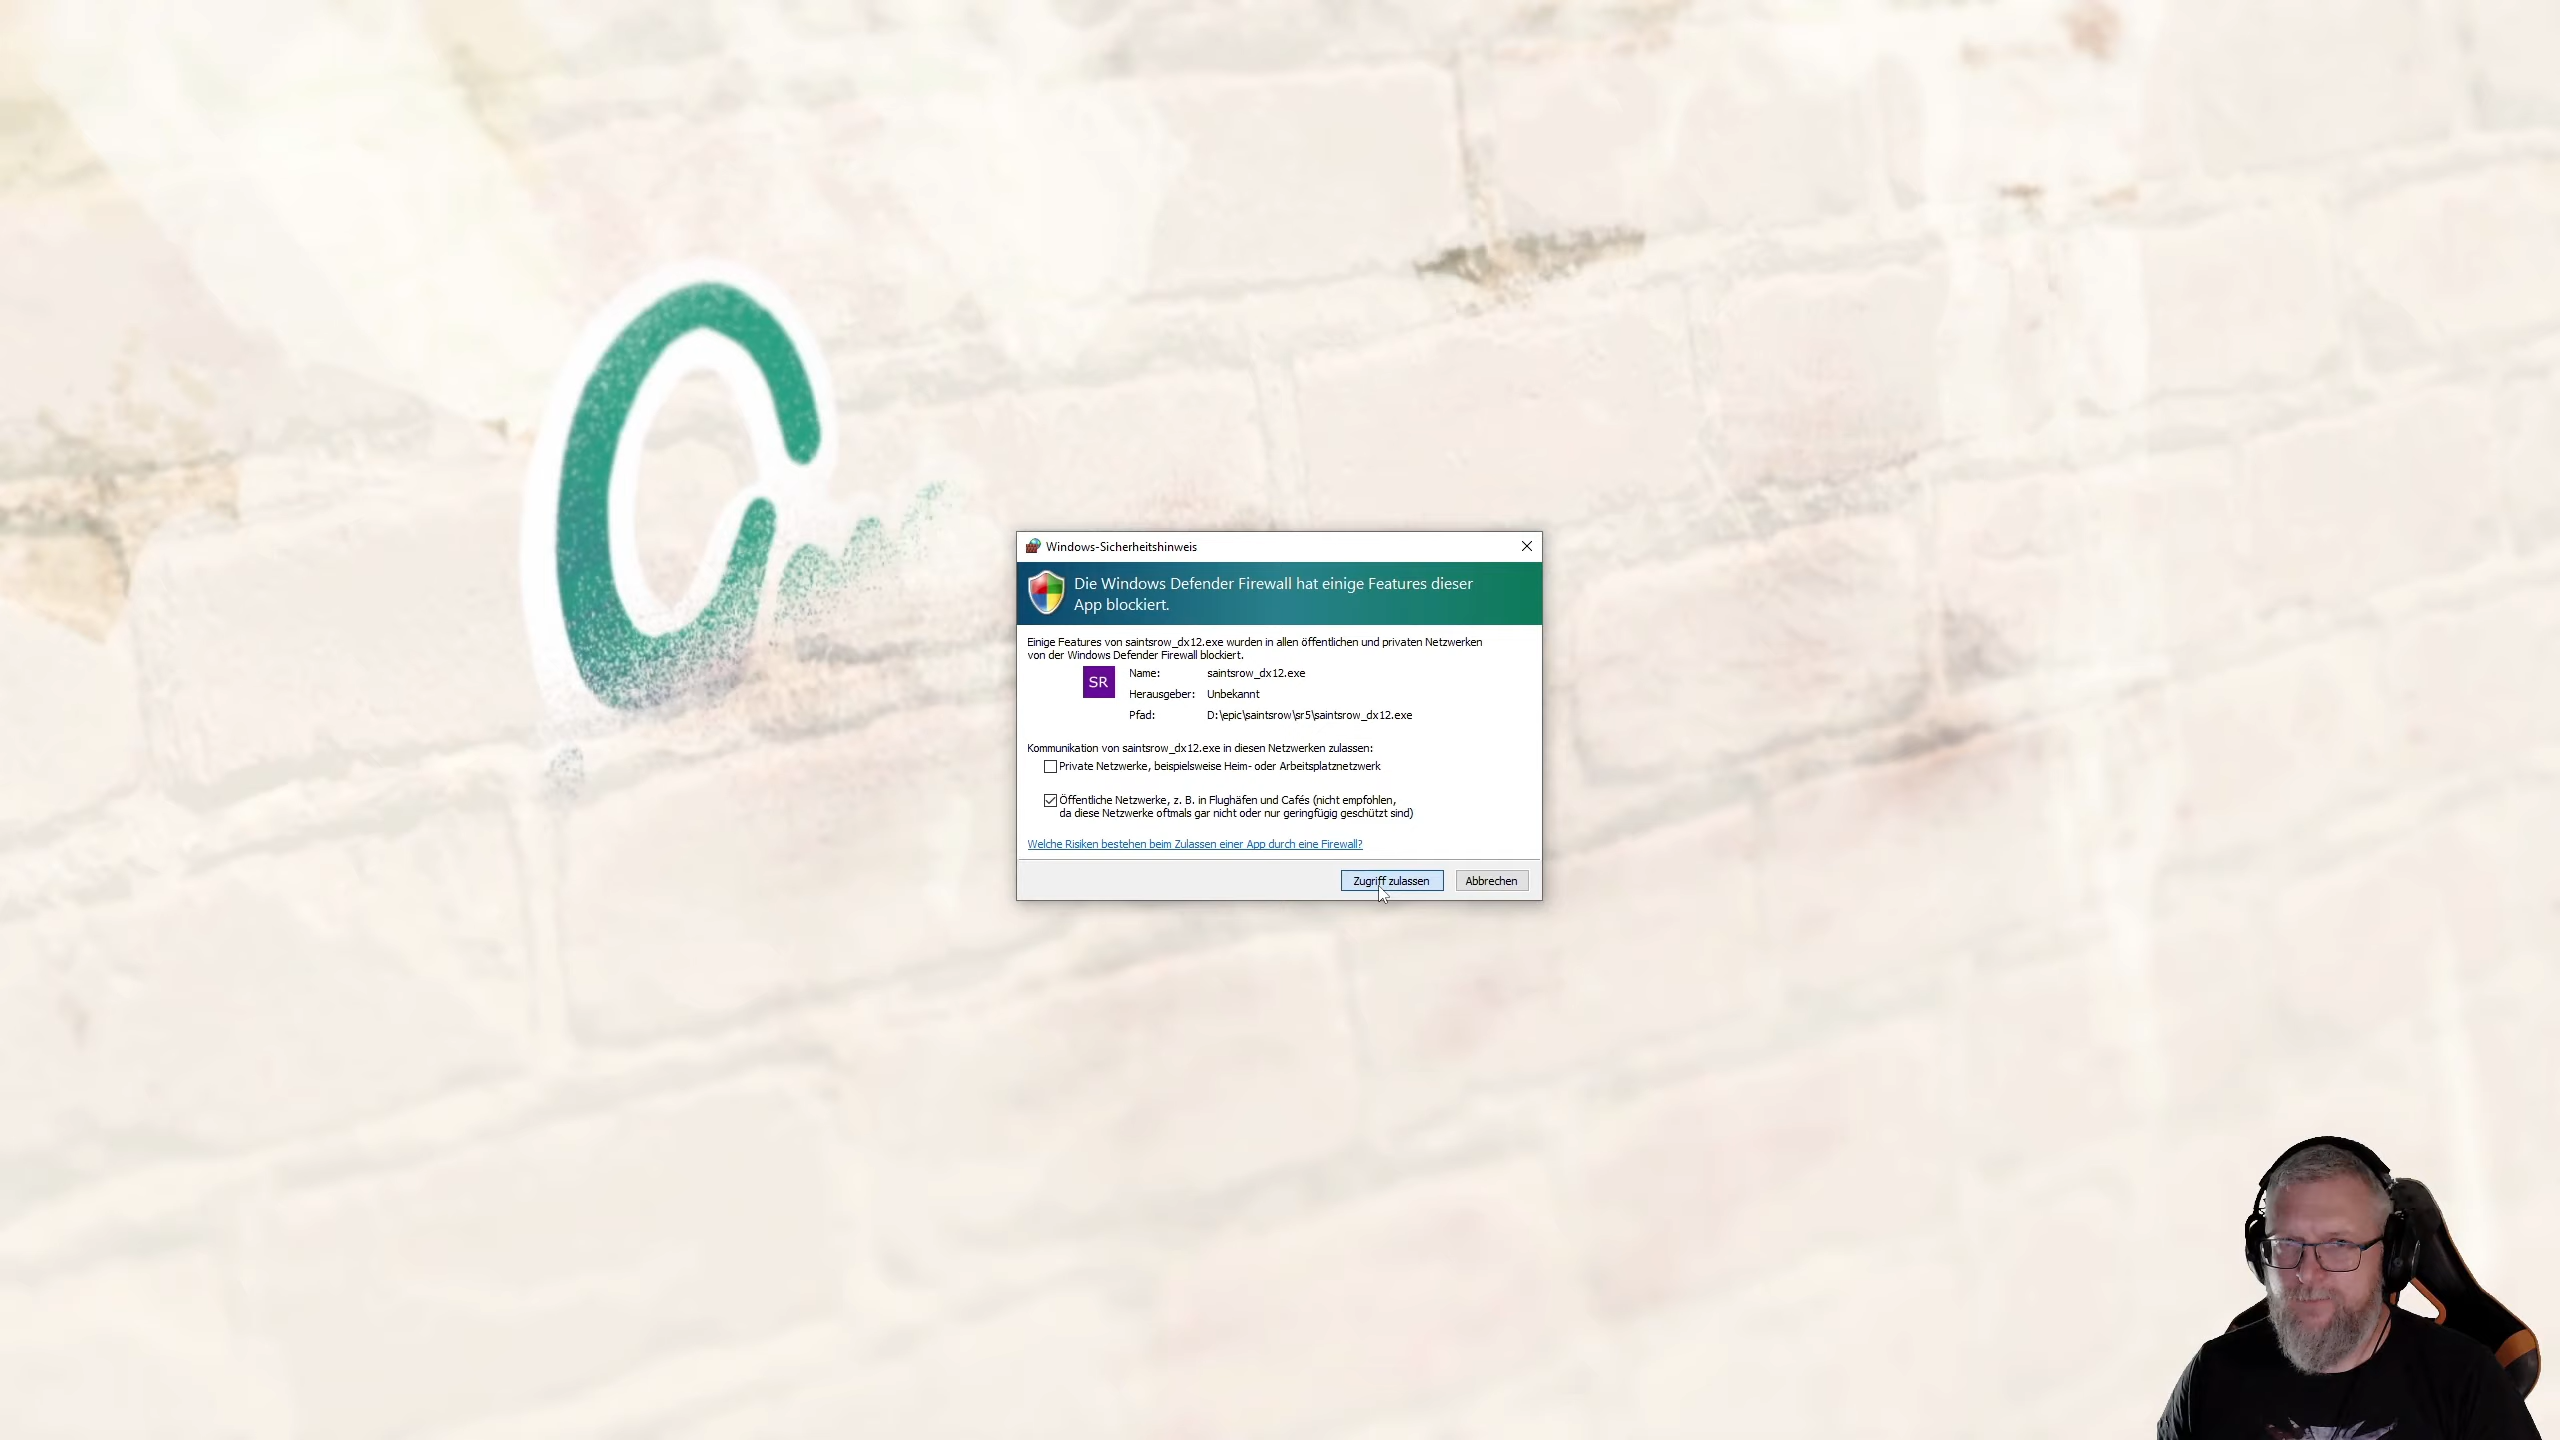 Windows-Sicherheitshinweis
Die Windows Defender Firewall hat einige Features dieser
App blockiert.
Einige Features von saintsrow_dx12.exe wurden in allen öffentlichen und privaten Netzwerken
von der Windows Defender Firewall blockiert.
SR
Name: saintsrow_dx12.exe
Herausgeber: Unbekannt
Pfad: D:\epic\saintsrow\sr5\saintsrow_dx12.exe
Kommunikation von saintsrow_dx12.exe in diesen Netzwerken zulassen:
Private Netzwerke, beispielsweise Heim- oder Arbeitsplatznetzwerk
Öffentliche Netzwerke, z. B. in Flughäfen und Cafés (nicht empfohlen,
da diese Netzwerke oftmals gar nicht oder nur geringfügig geschützt sind)
Welche Risiken bestehen beim Zulassen einer App durch eine Firewall?
Zugriff zulassen Abbrechen